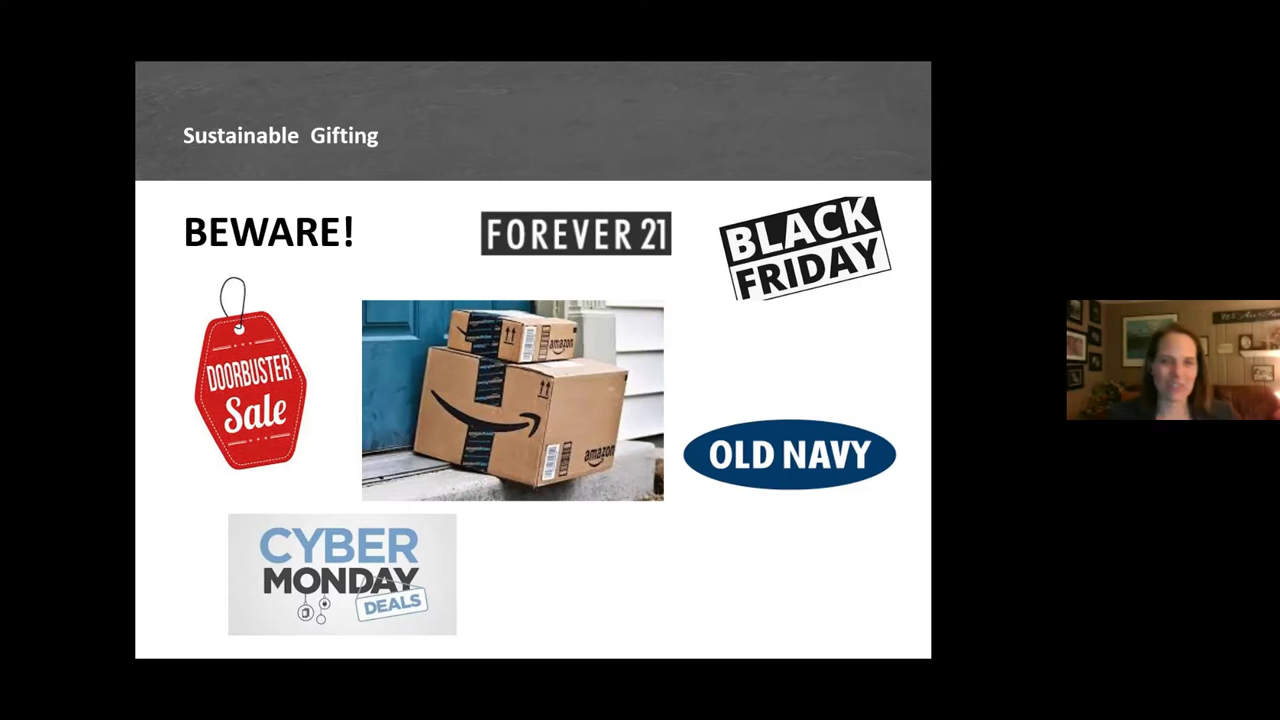 Sustainable Gifting
BEWARE!
FOREVER 21
BLACK
FRIDAY
DOORBUSTER
Sale
amazon
amazon
OLD NAVY
CYBER
MONDAY
DEALS